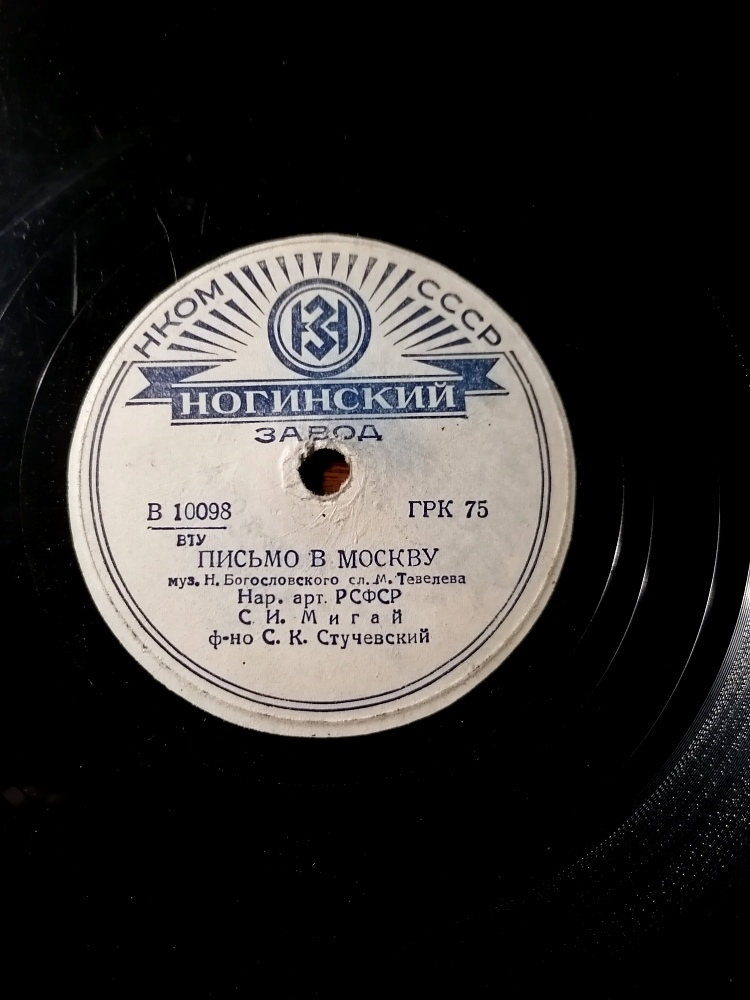 НКОМ СССР
НЗ
НОГИНСКИЙ
ЗАВОД
В 10098 ГРК 75
ВТУ
ПИСЬМО В МОСКВУ
муз. Н. Богословского сл. М. Тевелева
Нар. арт. РСФСР
С. И. Мигай
ф-но С. К. Стучевский